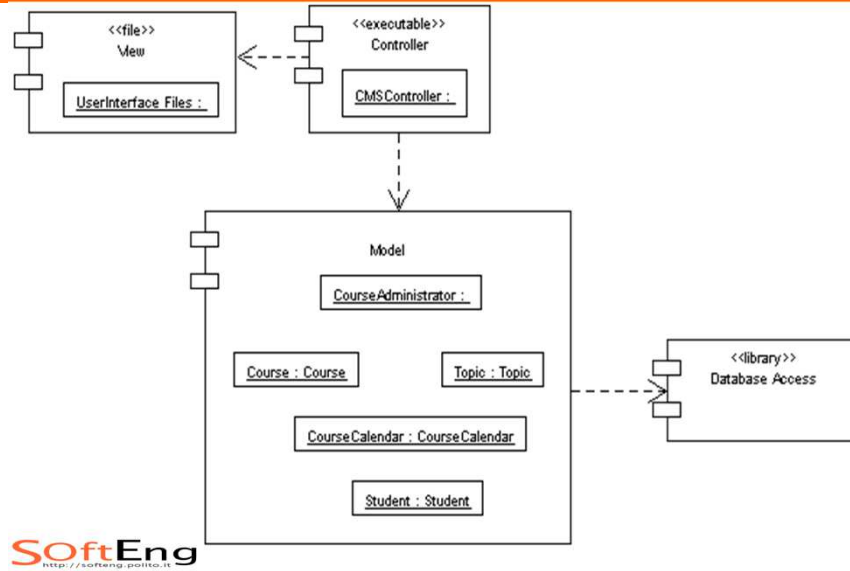 <<file>>
View
UserInterface Files :
<<executable>>
Controller
CMSController :
Model
CourseAdministrator :
Course : Course
Topic : Topic
CourseCalendar : CourseCalendar
Student : Student
<<library>>
Database Access
SoftEng
http://softeng.polito.it